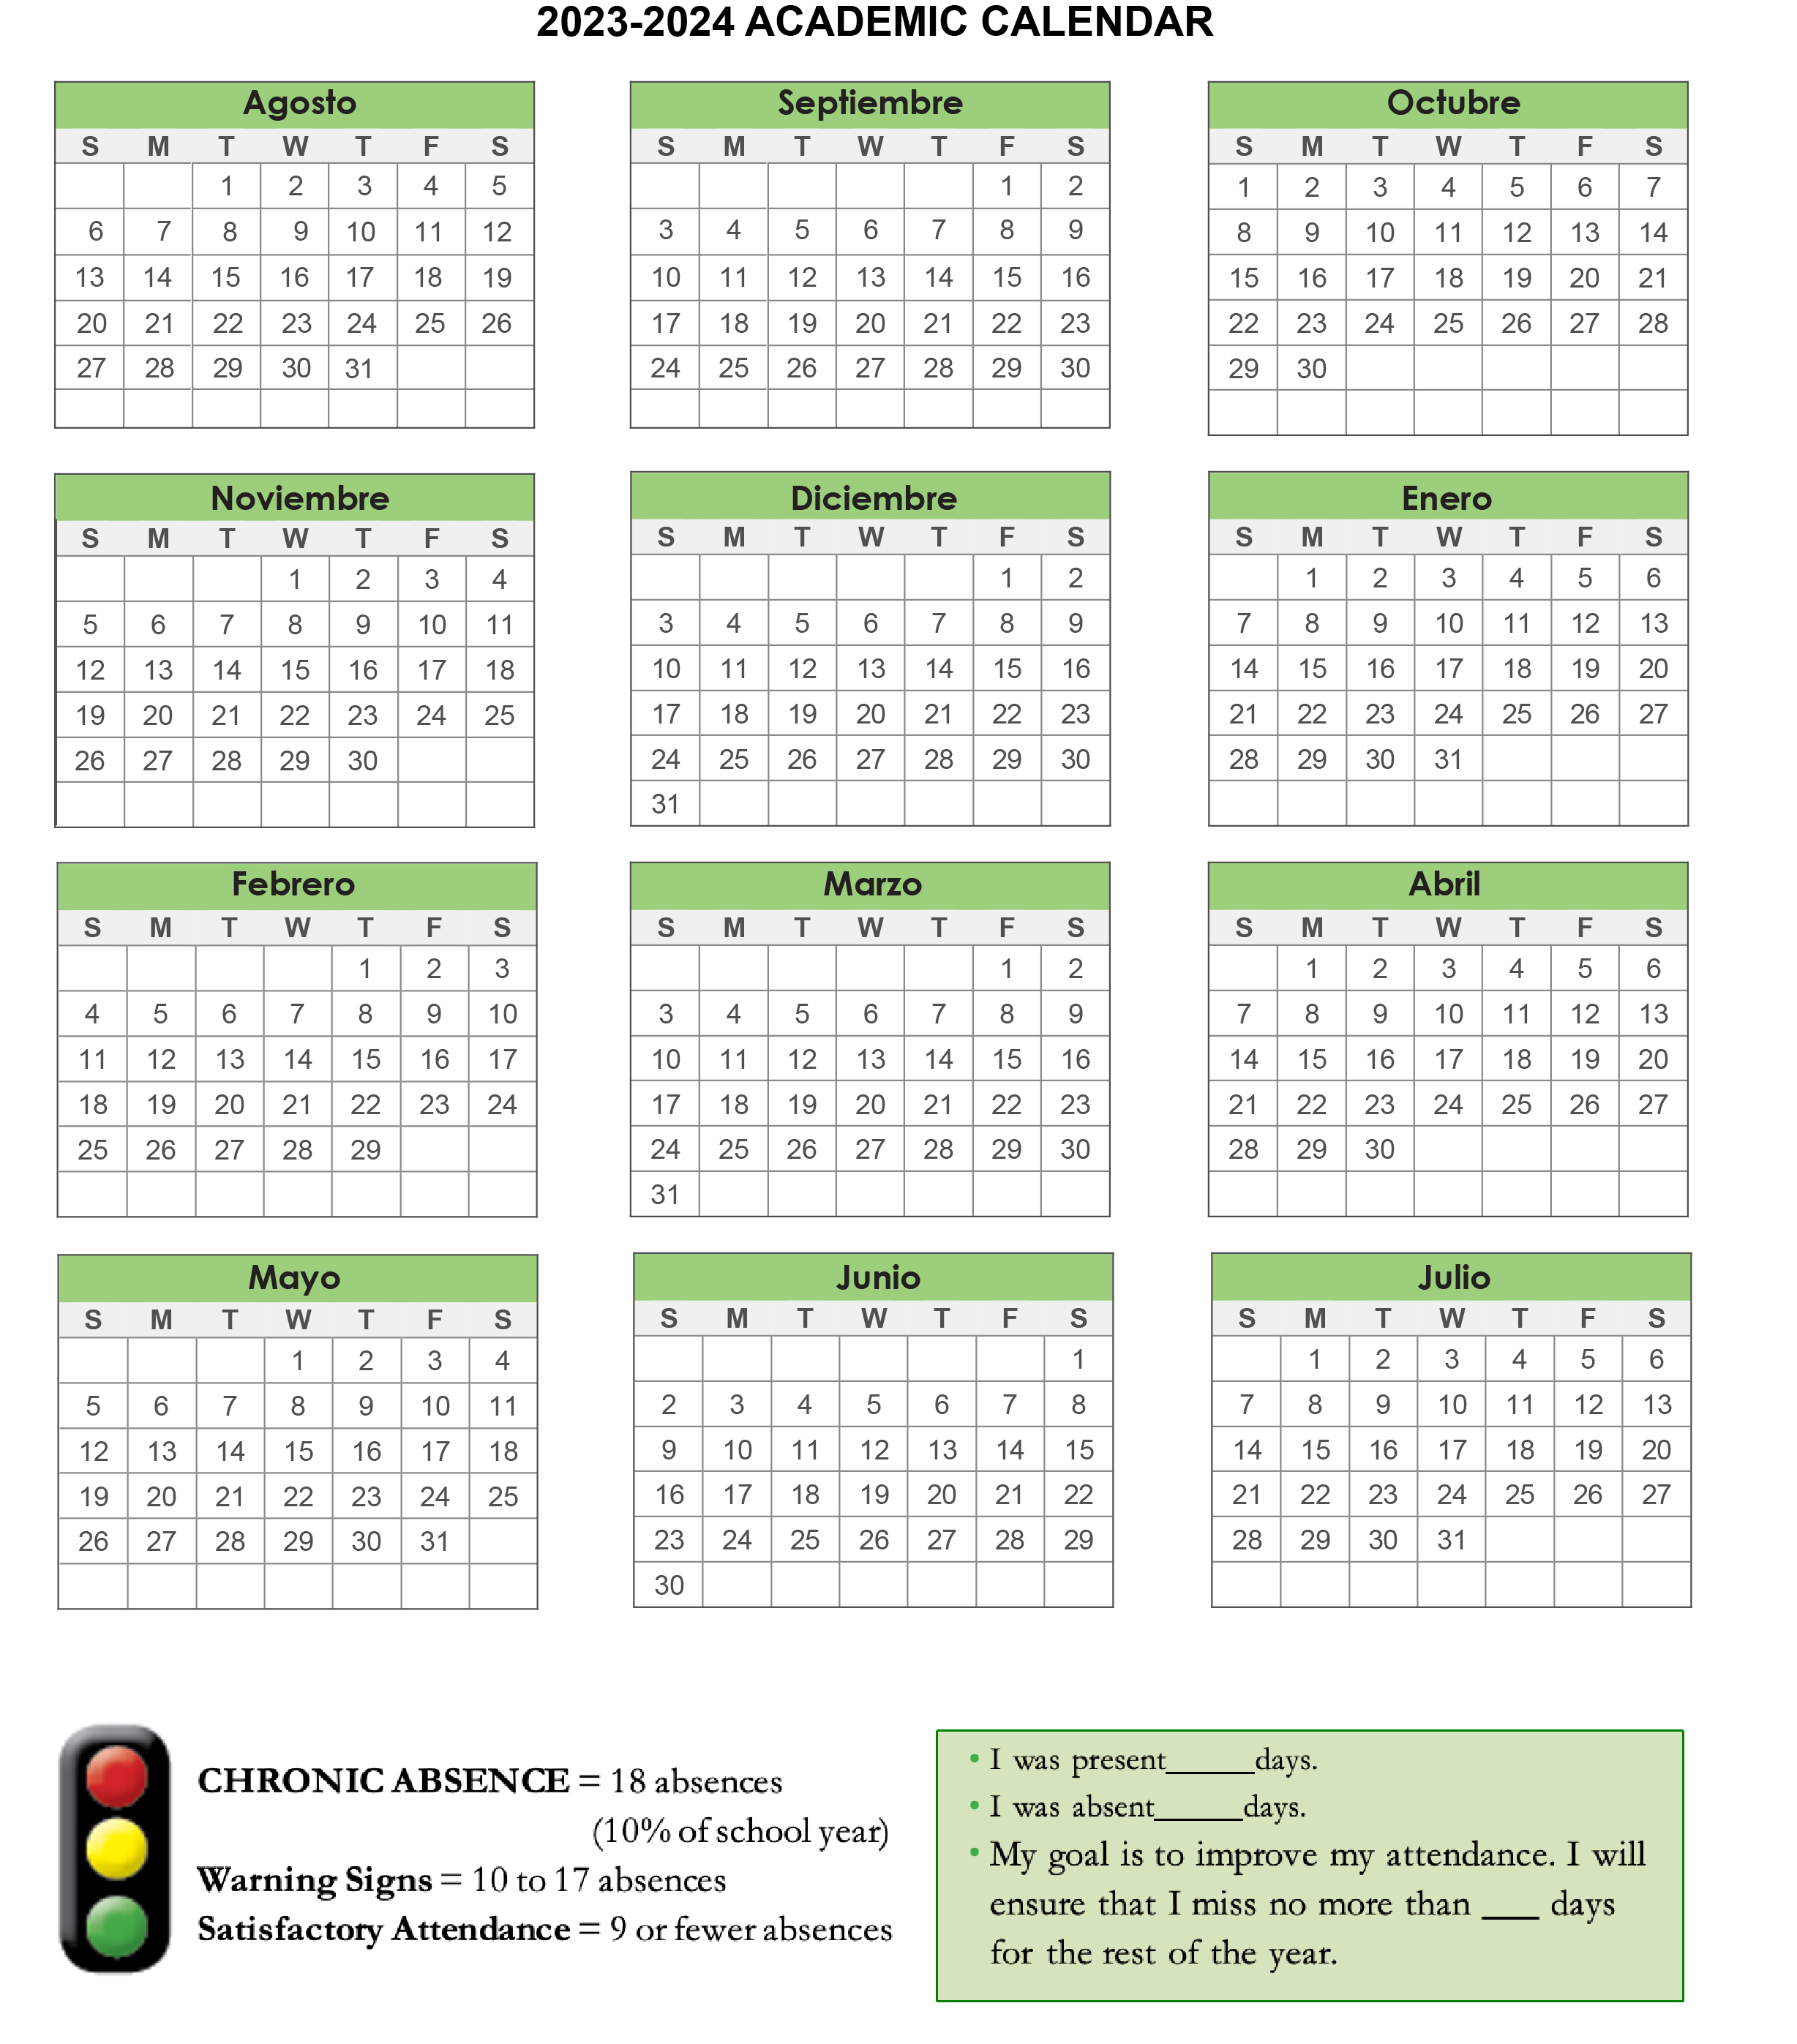 2023-2024 ACADEMIC CALENDAR
Agosto
S M T W T F S
1 2 3 4 5
6 7 8 9 10 11 12
13 14 15 16 17 18 19
20 21 22 23 24 25 26
27 28 29 30 31
Septiembre
S M T W T F S
1 2
3 4 5 6 7 8 9
10 11 12 13 14 15 16
17 18 19 20 21 22 23
24 25 26 27 28 29 30
Octubre
S M T W T F S
1 2 3 4 5 6 7
8 9 10 11 12 13 14
15 16 17 18 19 20 21
22 23 24 25 26 27 28
29 30
Noviembre
S M T W T F S
1 2 3 4
5 6 7 8 9 10 11
12 13 14 15 16 17 18
19 20 21 22 23 24 25
26 27 28 29 30
Diciembre
S M T W T F S
1 2
3 4 5 6 7 8 9
10 11 12 13 14 15 16
17 18 19 20 21 22 23
24 25 26 27 28 29 30
31
Enero
S M T W T F S
1 2 3 4 5 6
7 8 9 10 11 12 13
14 15 16 17 18 19 20
21 22 23 24 25 26 27
28 29 30 31
Febrero
S M T W T F S
1 2 3
4 5 6 7 8 9 10
11 12 13 14 15 16 17
18 19 20 21 22 23 24
25 26 27 28 29
Marzo
S M T W T F S
1 2
3 4 5 6 7 8 9
10 11 12 13 14 15 16
17 18 19 20 21 22 23
24 25 26 27 28 29 30
31
Abril
S M T W T F S
1 2 3 4 5 6
7 8 9 10 11 12 13
14 15 16 17 18 19 20
21 22 23 24 25 26 27
28 29 30
Mayo
S M T W T F S
1 2 3 4
5 6 7 8 9 10 11
12 13 14 15 16 17 18
19 20 21 22 23 24 25
26 27 28 29 30 31
Junio
S M T W T F S
1
2 3 4 5 6 7 8
9 10 11 12 13 14 15
16 17 18 19 20 21 22
23 24 25 26 27 28 29
30
Julio
S M T W T F S
1 2 3 4 5 6
7 8 9 10 11 12 13
14 15 16 17 18 19 20
21 22 23 24 25 26 27
28 29 30 31
CHRONIC ABSENCE = 18 absences
(10% of school year)
Warning Signs = 10 to 17 absences
Satisfactory Attendance = 9 or fewer absences
• I was present______days.
• I was absent______days.
• My goal is to improve my attendance. I will
ensure that I miss no more than ___ days
for the rest of the year.